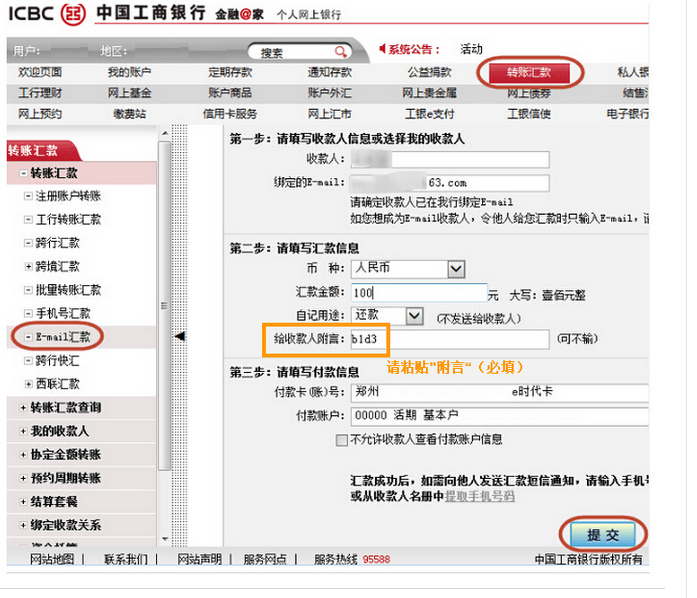 ICBC 中国工商银行 金融@家 个人网上银行
用户： 地区： 搜索 系统公告： 活动
欢迎页面 我的账户 定期存款 通知存款 公益捐款 转账汇款 私人银
工行理财 网上基金 账户商品 账户外汇 网上贵金属 网上债券 结售
网上预约 缴费站 信用卡服务 网上汇市 工银e支付 工银信使 电子银行
转账汇款
- 转账汇款
- 注册账户转账
- 工行转账汇款
- 跨行汇款
+ 跨境汇款
- 批量转账汇款
- 手机号汇款
- E-mail汇款
- 跨行快汇
+ 西联汇款
+ 转账汇款查询
+ 我的收款人
+ 协定金额转账
+ 预约周期转账
+ 结算套餐
+ 绑定收款关系
第一步：请填写收款人信息或选择我的收款人
收款人：
绑定的E-mail： 63.com
请确定收款人已在我行绑定E-mail
如您想成为E-mail收款人，令他人给您汇款时只输入E-mail，
第二步：请填写汇款信息
币 种： 人民币
汇款金额： 100 元 大写：壹佰元整
自记用途： 还款 (不发送给收款人)
给收款人附言： b1d3 (可不输)
请粘贴"附言“（必填）
第三步：请填写付款信息
付款卡(账)号： 郑州 e时代卡
付款账户： 00000 活期 基本户
不允许收款人查看付款账户信息
汇款成功后，如需向他人发送汇款短信通知，请输入手机号
或从收款人名册中提取手机号码
提 交
网站地图 | 联系我们 | 网站声明 | 服务网点 | 服务热线 95588 中国工商银行版权所有